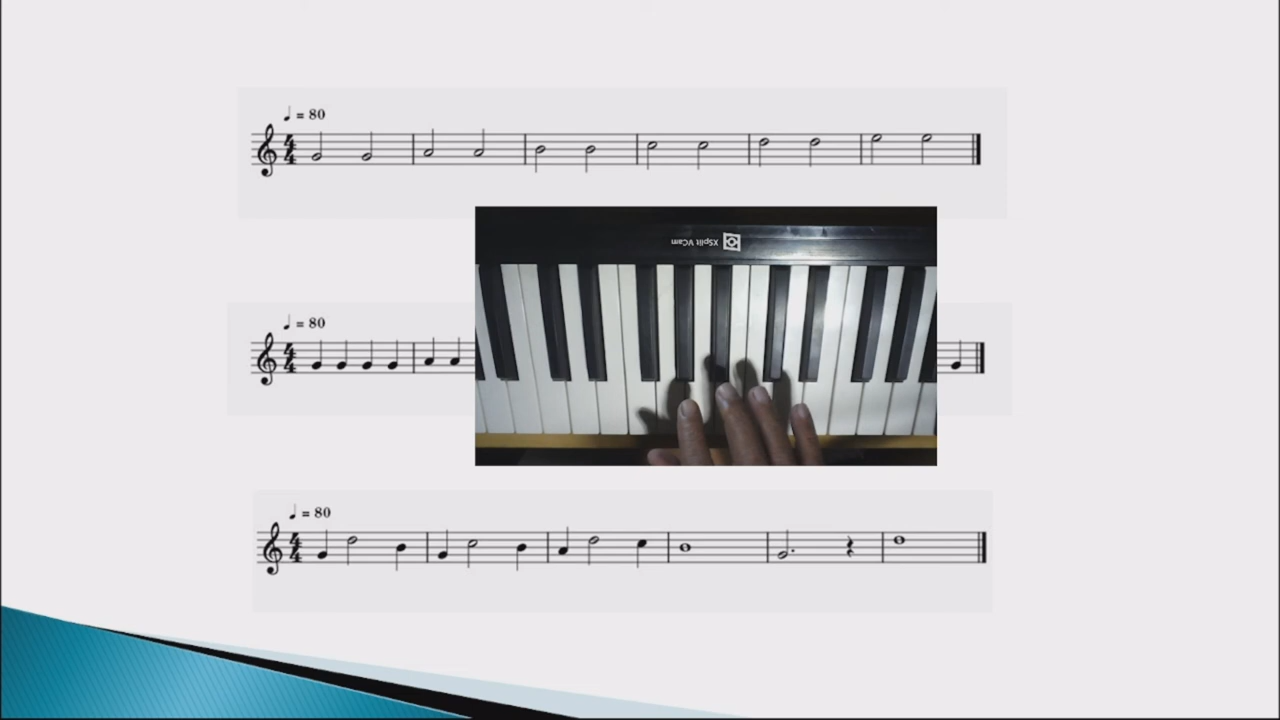 ♩ = 80
XSplit VCam
♩ = 80
♩ = 80